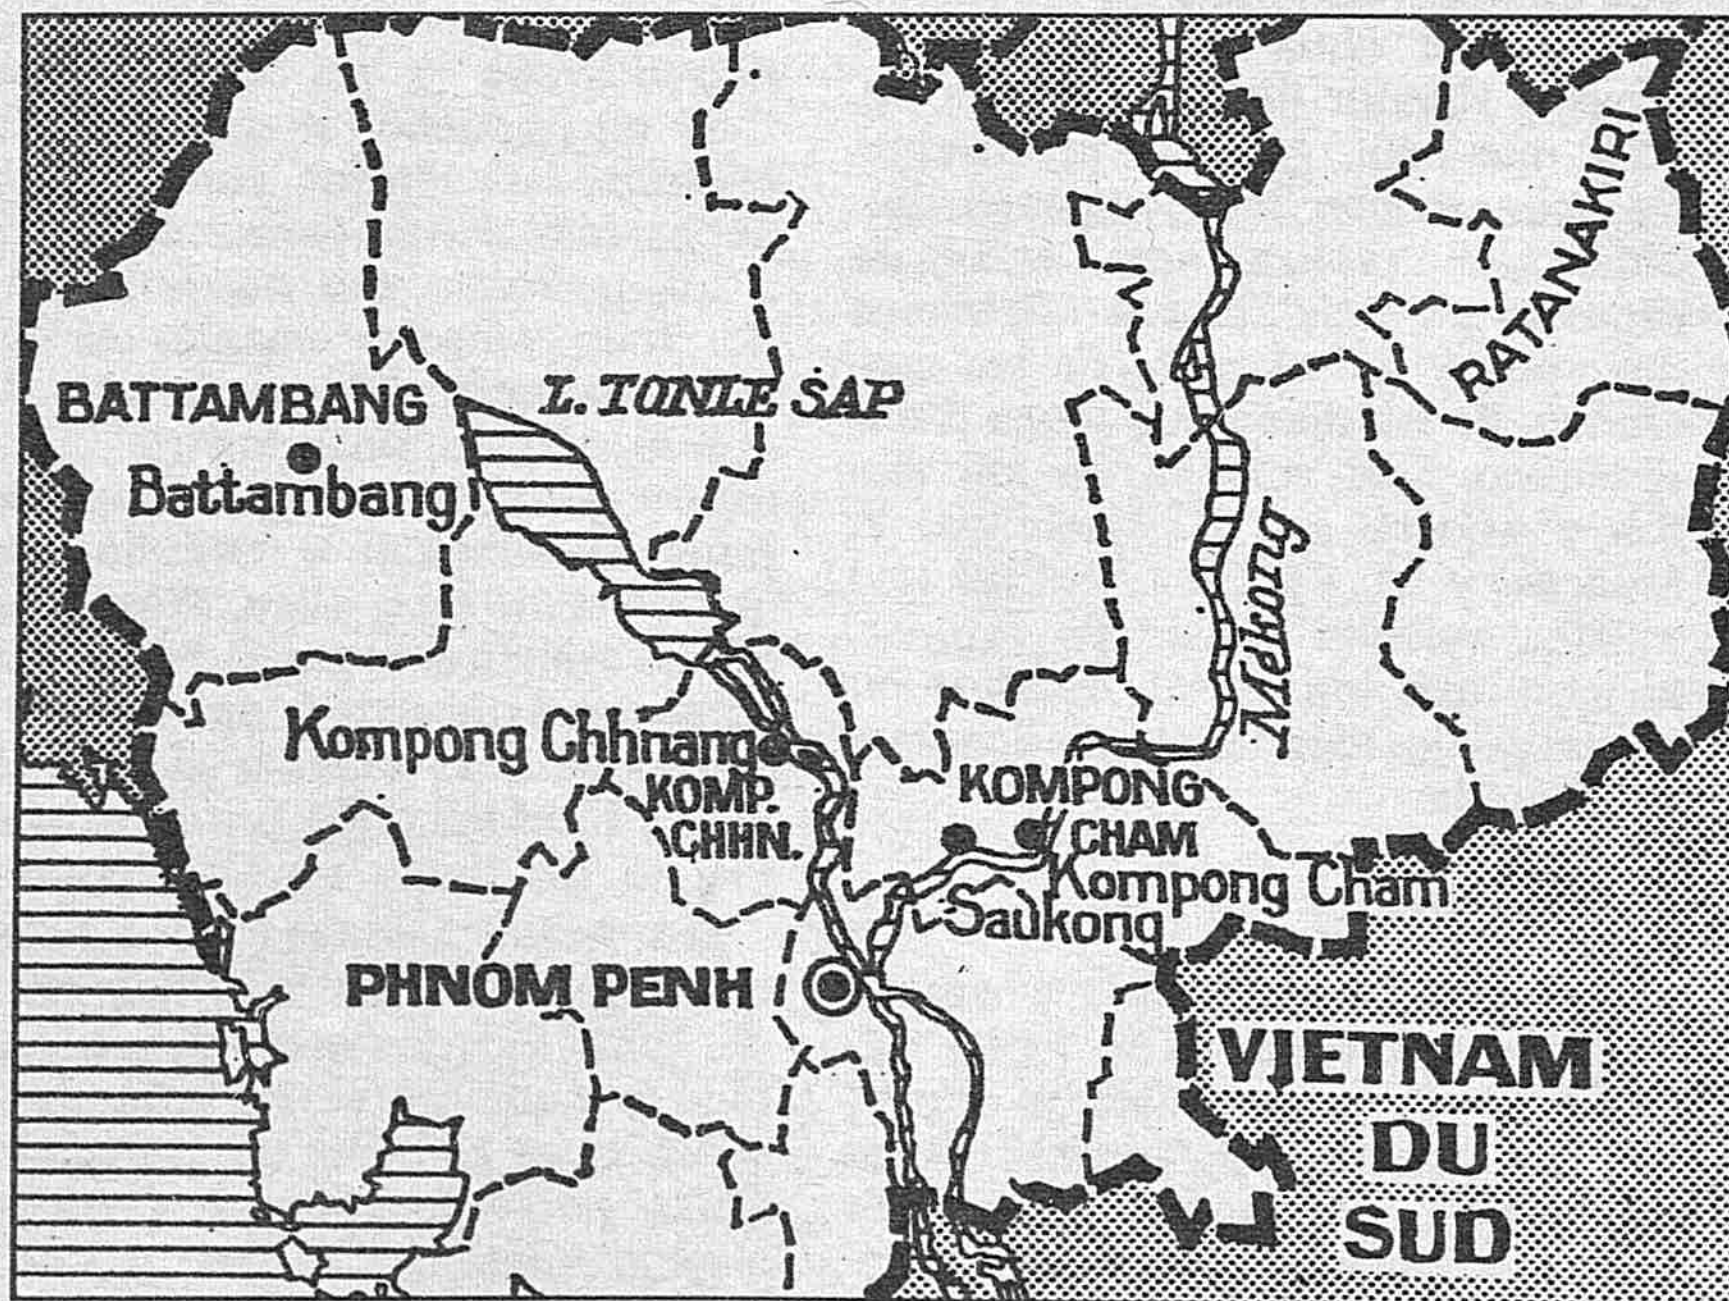 RATANAKIRI
BATTAMBANG
L. TONLE SAP
Battambang
Mékong
Kompong Chhnang
KOMP.
CHHN.
KOMPONG
CHAM
Kompong Cham
Saukong
PHNOM PENH
VIETNAM
DU
SUD